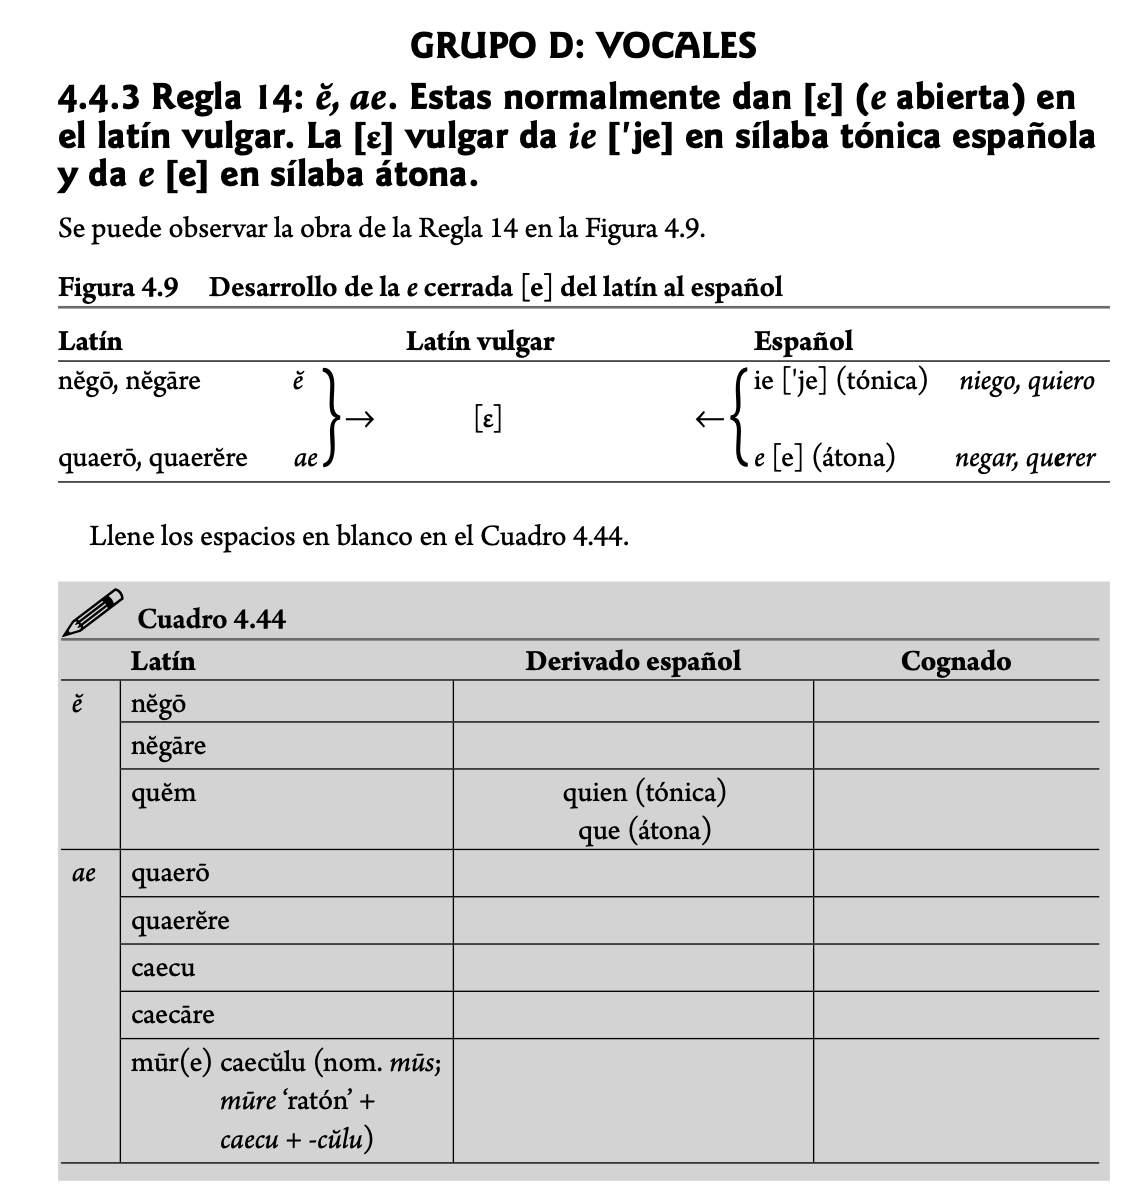 GRUPO D: VOCALES
4.4.3 Regla 14: ĕ, ae. Estas normalmente dan [ɛ] (e abierta) en
el latín vulgar. La [ɛ] vulgar da ie ['je] en sílaba tónica española
y da e [e] en sílaba átona.
Se puede observar la obra de la Regla 14 en la Figura 4.9.
Figura 4.9 Desarrollo de la e cerrada [e] del latín al español
Latín Latín vulgar Español
nĕgō, nĕgāre ĕ ie ['je] (tónica) niego, quiero
} → [ɛ] ← {
quaerō, quaerĕre ae e [e] (átona) negar, querer
Llene los espacios en blanco en el Cuadro 4.44.
Cuadro 4.44
Latín Derivado español Cognado
ĕ nĕgō
nĕgāre
quĕm quien (tónica)
que (átona)
ae quaerō
quaerĕre
caecu
caecāre
mūr(e) caecŭlu (nom. mūs;
mūre ‘ratón’ +
caecu + -cŭlu)